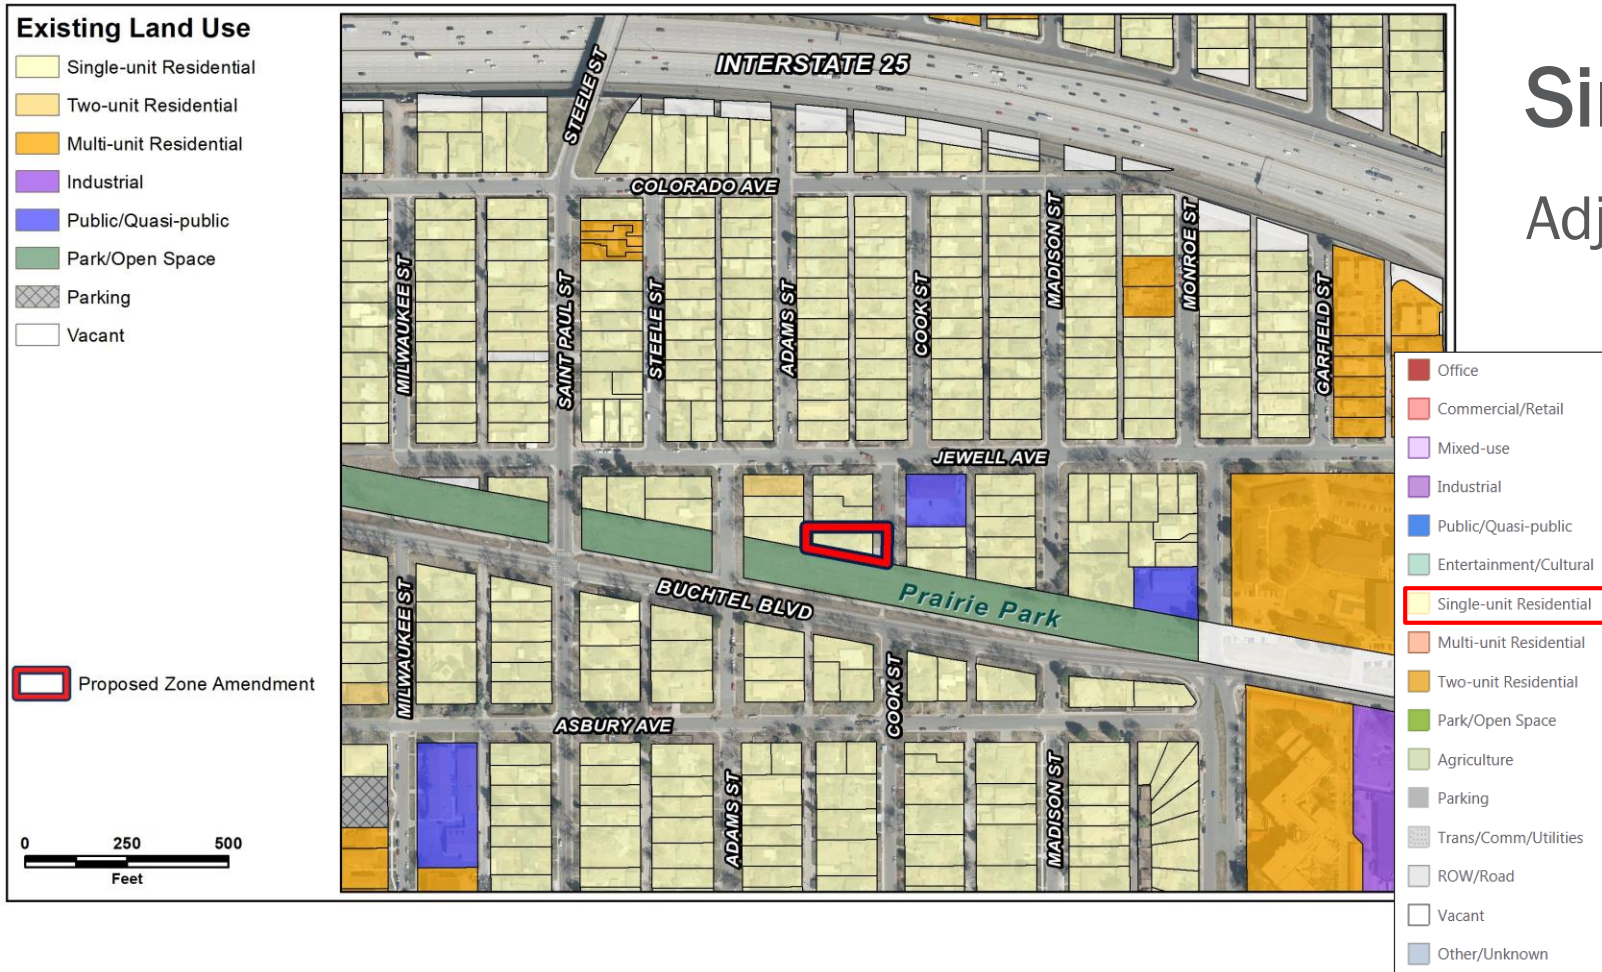 Existing Land Use
Single-unit Residential
Two-unit Residential
Multi-unit Residential
Industrial
Public/Quasi-public
Park/Open Space
Parking
Vacant
Proposed Zone Amendment
0 250 500
Feet
INTERSTATE 25
STEELE ST
COLORADO AVE
MILWAUKEE ST
SAINT PAUL ST
STEELE ST
ADAMS ST
COOK ST
MADISON ST
MONROE ST
GARFIELD ST
JEWELL AVE
BUCHTEL BLVD
Prairie Park
MILWAUKEE ST
COOK ST
ASBURY AVE
ADAMS ST
MADISON ST
Adj
Office
Commercial/Retail
Mixed-use
Industrial
Public/Quasi-public
Entertainment/Cultural
Single-unit Residential
Multi-unit Residential
Two-unit Residential
Park/Open Space
Agriculture
Parking
Trans/Comm/Utilities
ROW/Road
Vacant
Other/Unknown